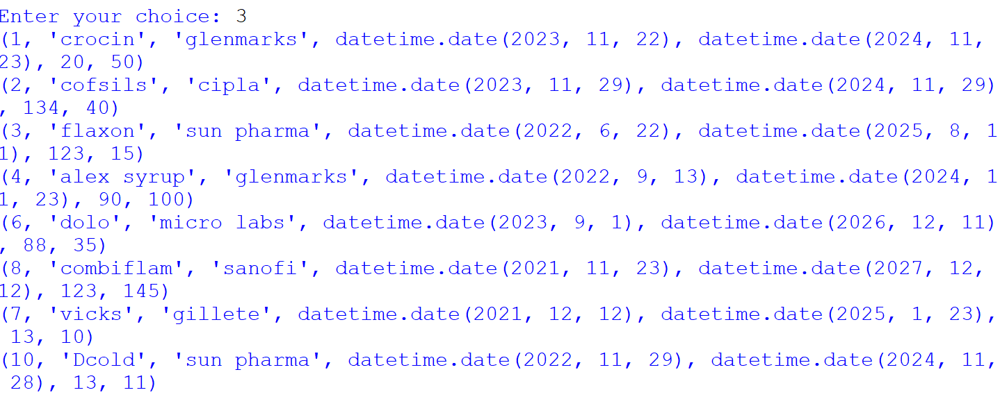 Enter your choice: 3
(1, 'crocin', 'glenmarks', datetime.date(2023, 11, 22), datetime.date(2024, 11,
23), 20, 50)
(2, 'cofsils', 'cipla', datetime.date(2023, 11, 29), datetime.date(2024, 11, 29)
, 134, 40)
(3, 'flaxon', 'sun pharma', datetime.date(2022, 6, 22), datetime.date(2025, 8, 1
1), 123, 15)
(4, 'alex syrup', 'glenmarks', datetime.date(2022, 9, 13), datetime.date(2024, 1
1, 23), 90, 100)
(6, 'dolo', 'micro labs', datetime.date(2023, 9, 1), datetime.date(2026, 12, 11)
, 88, 35)
(8, 'combiflam', 'sanofi', datetime.date(2021, 11, 23), datetime.date(2027, 12,
12), 123, 145)
(7, 'vicks', 'gillete', datetime.date(2021, 12, 12), datetime.date(2025, 1, 23),
 13, 10)
(10, 'Dcold', 'sun pharma', datetime.date(2022, 11, 29), datetime.date(2024, 11,
 28), 13, 11)